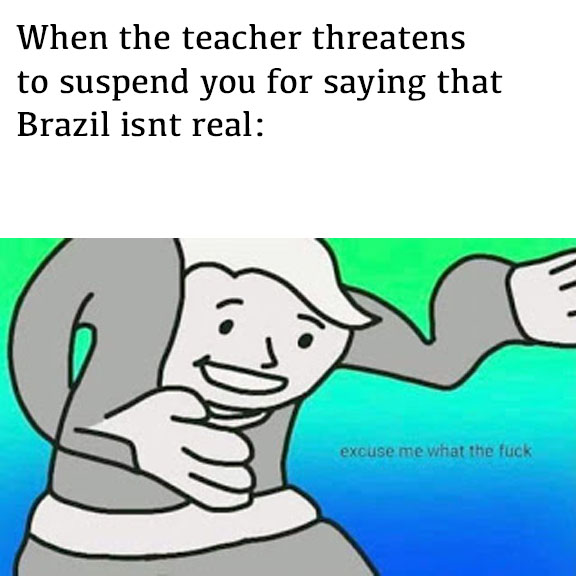 When the teacher threatens
to suspend you for saying that
Brazil isnt real:
excuse me what the fuck